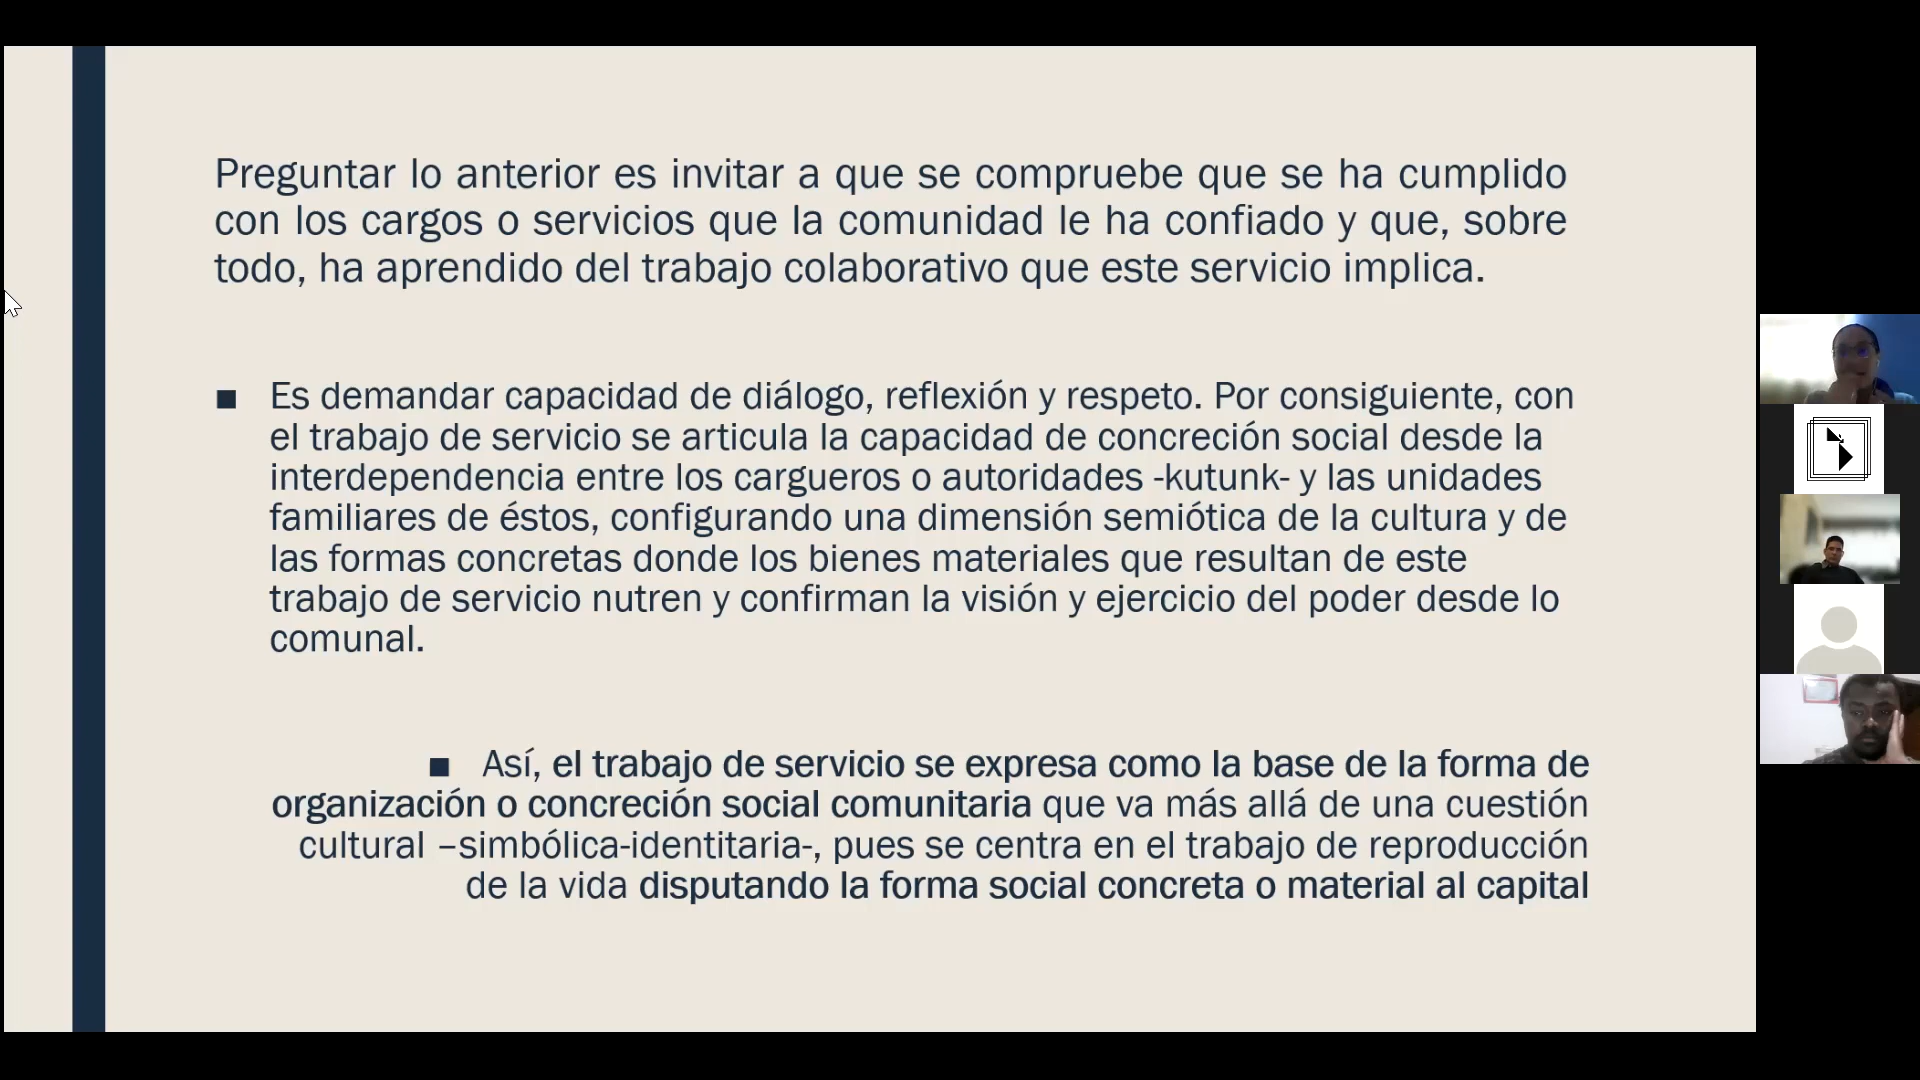 Preguntar lo anterior es invitar a que se compruebe que se ha cumplido
con los cargos o servicios que la comunidad le ha confiado y que, sobre
todo, ha aprendido del trabajo colaborativo que este servicio implica.
■ Es demandar capacidad de diálogo, reflexión y respeto. Por consiguiente, con
el trabajo de servicio se articula la capacidad de concreción social desde la
interdependencia entre los cargueros o autoridades -kutunk- y las unidades
familiares de éstos, configurando una dimensión semiótica de la cultura y de
las formas concretas donde los bienes materiales que resultan de este
trabajo de servicio nutren y confirman la visión y ejercicio del poder desde lo
comunal.
■ Así, el trabajo de servicio se expresa como la base de la forma de
organización o concreción social comunitaria que va más allá de una cuestión
cultural –simbólica-identitaria-, pues se centra en el trabajo de reproducción
de la vida disputando la forma social concreta o material al capital